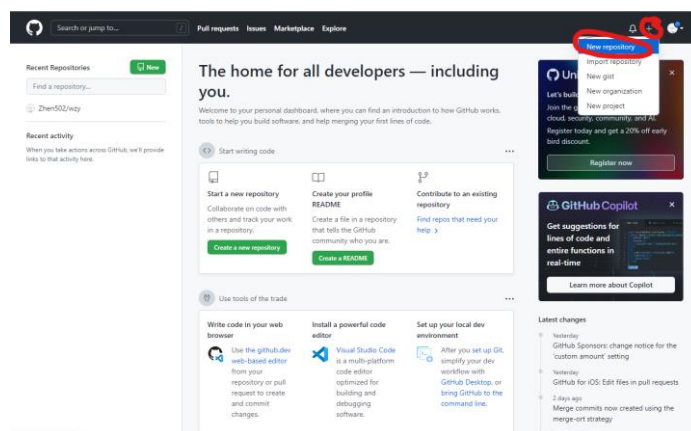 Search or jump to...
/
Pull requests Issues Marketplace Explore
New repository
Import repository
New gist
New organization
New project
Recent Repositories
New
Find a repository...
Zhen502/wzy
Recent activity
When you take actions across GitHub, we'll provide
links to that activity here.
The home for all developers — including
you.
Welcome to your personal dashboard, where you can find an introduction to how GitHub works,
tools to help you build software, and help merging your first lines of code.
Start writing code
Start a new repository
Collaborate on code with
others and track your work
in a repository.
Create a new repository
Create your profile
README
Create a file in a repository
that tells the GitHub
community who you are.
Create a README
Contribute to an existing
repository
Find repos that need your
help
Use tools of the trade
Write code in your web
browser
Use the github.dev
web-based editor
from your
repository or pull
request to create
and commit
changes.
Install a powerful code
editor
Visual Studio Code
is a multi-platform
code editor
optimized for
building and
debugging
software.
Set up your local dev
environment
After you set up Git,
simplify your dev
workflow with
GitHub Desktop, or
bring GitHub to the
command line.
Uni
Let's buil
Join the g
cloud, security, community, and AI.
Register today and get a 20% off early
bird discount.
Register now
GitHub Copilot
Get suggestions for
lines of code and
entire functions in
real-time
Learn more about Copilot
Latest changes
Yesterday
GitHub Sponsors: change notice for the
'custom amount' setting
Yesterday
GitHub for iOS: Edit files in pull requests
2 days ago
Merge commits now created using the
merge-ort strategy